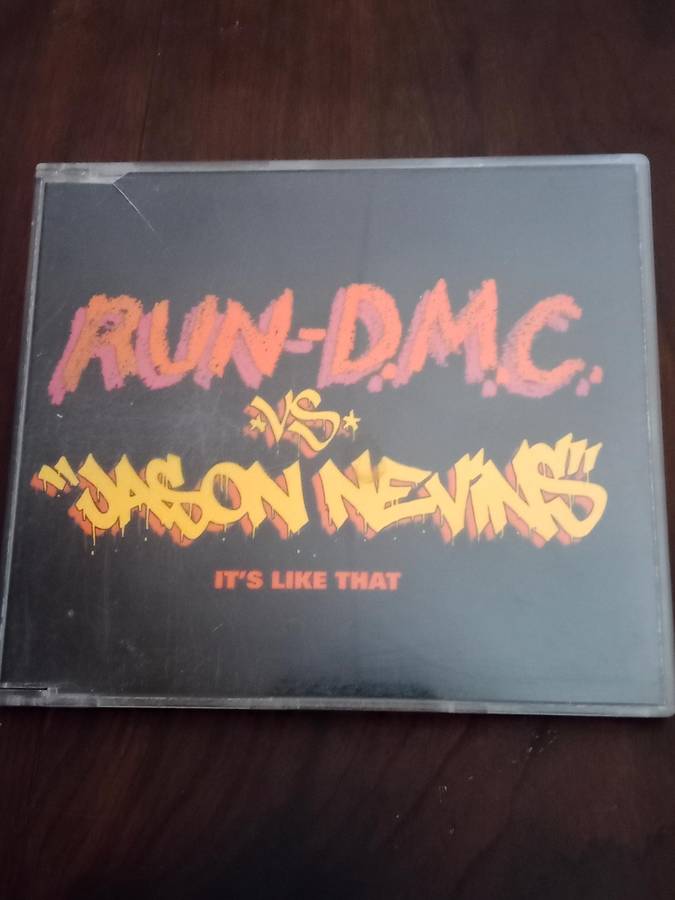 RUN-D.M.C.
*VS*
"JASON NEVINS"
IT'S LIKE THAT